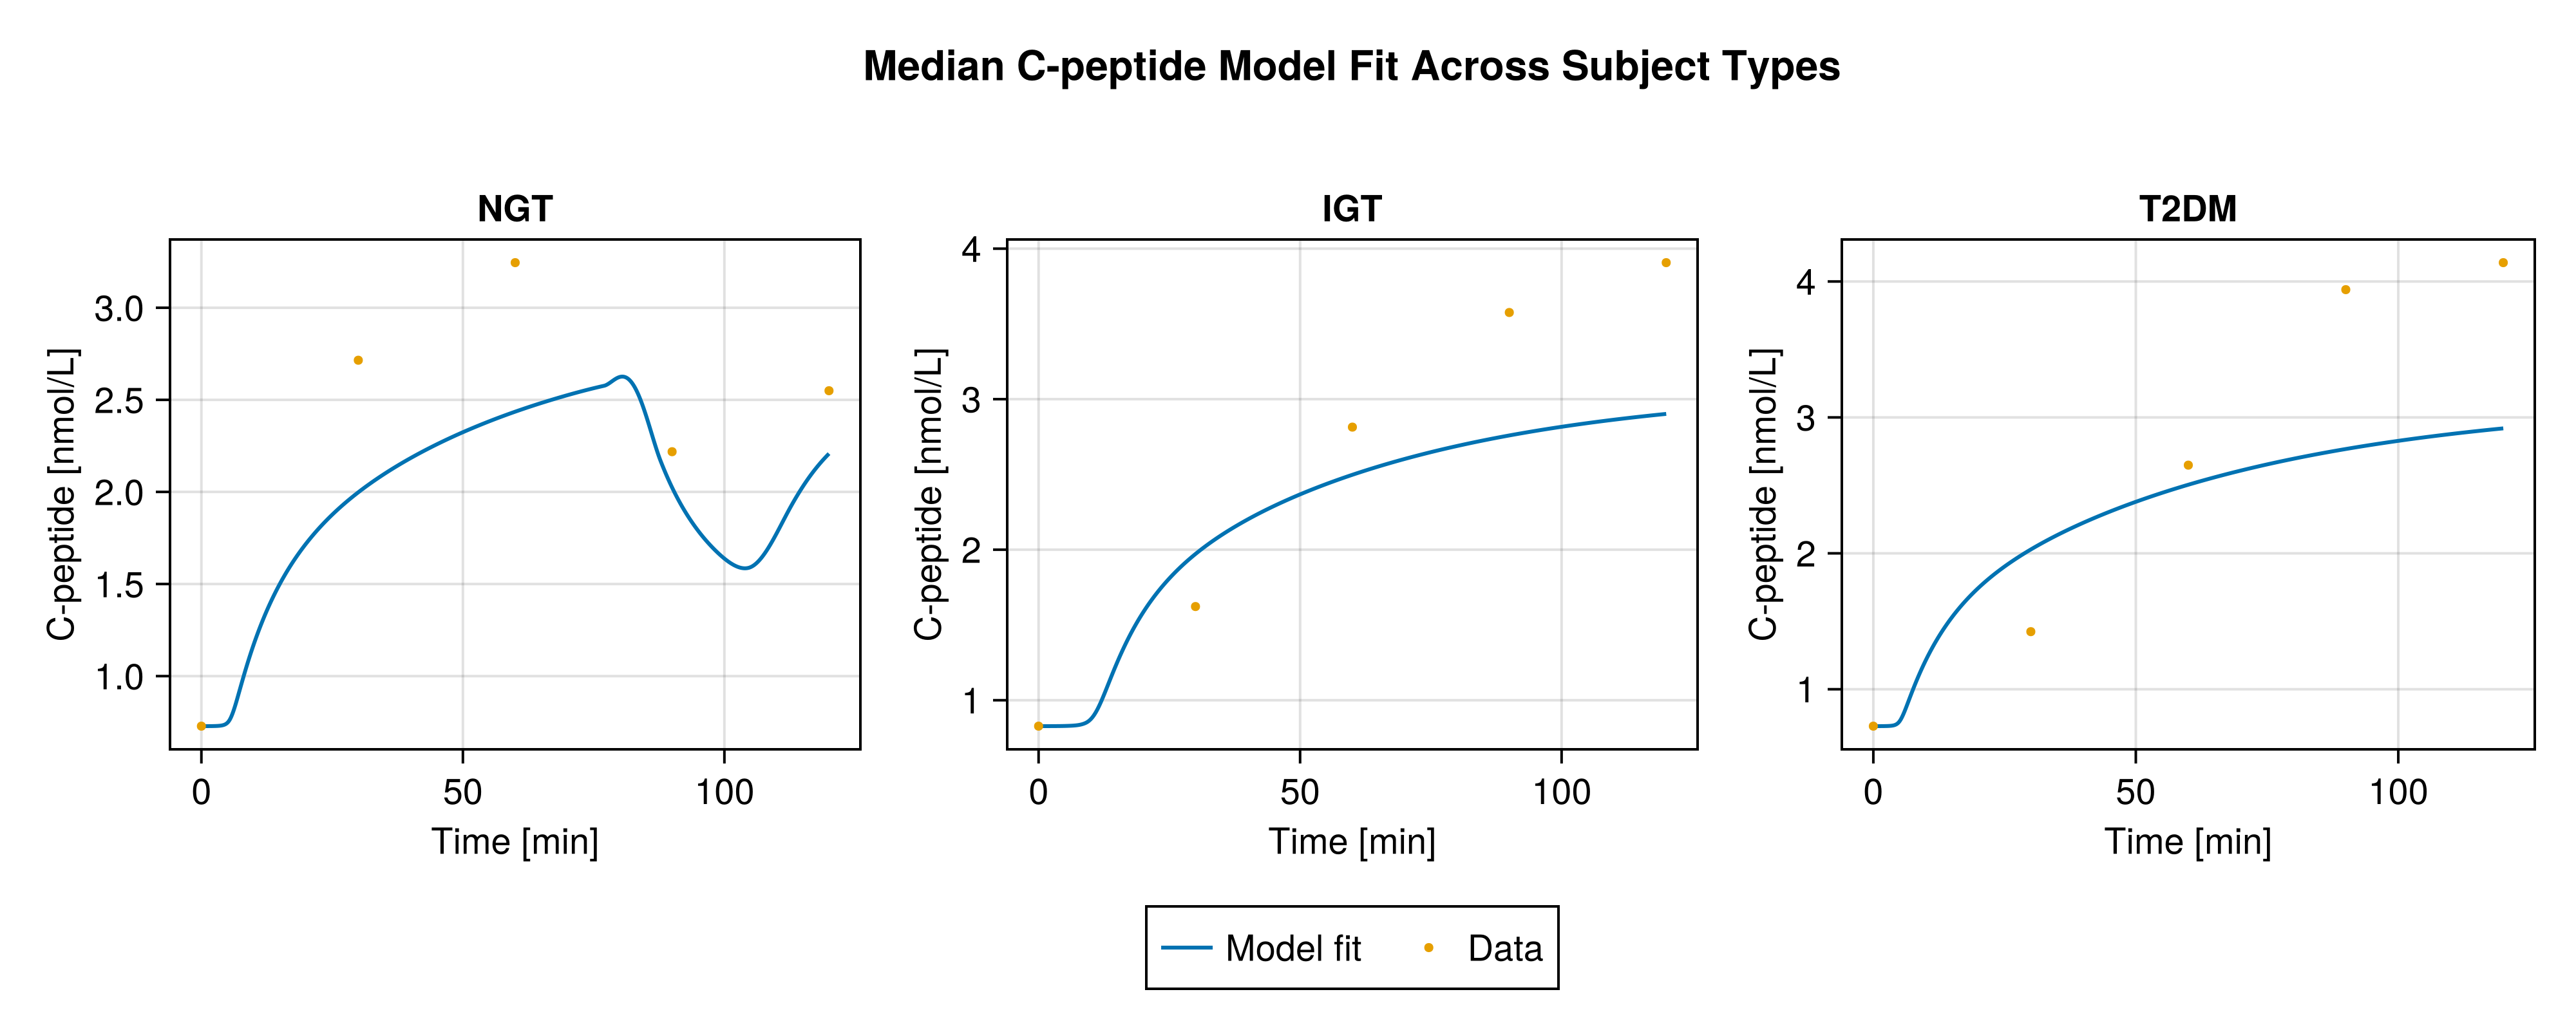 Median C-peptide Model Fit Across Subject Types
NGT
C-peptide [nmol/L]
3.0
2.5
2.0
1.5
1.0
0 50 100
Time [min]
IGT
C-peptide [nmol/L]
4
3
2
1
0 50 100
Time [min]
T2DM
C-peptide [nmol/L]
4
3
2
1
0 50 100
Time [min]
Model fit Data